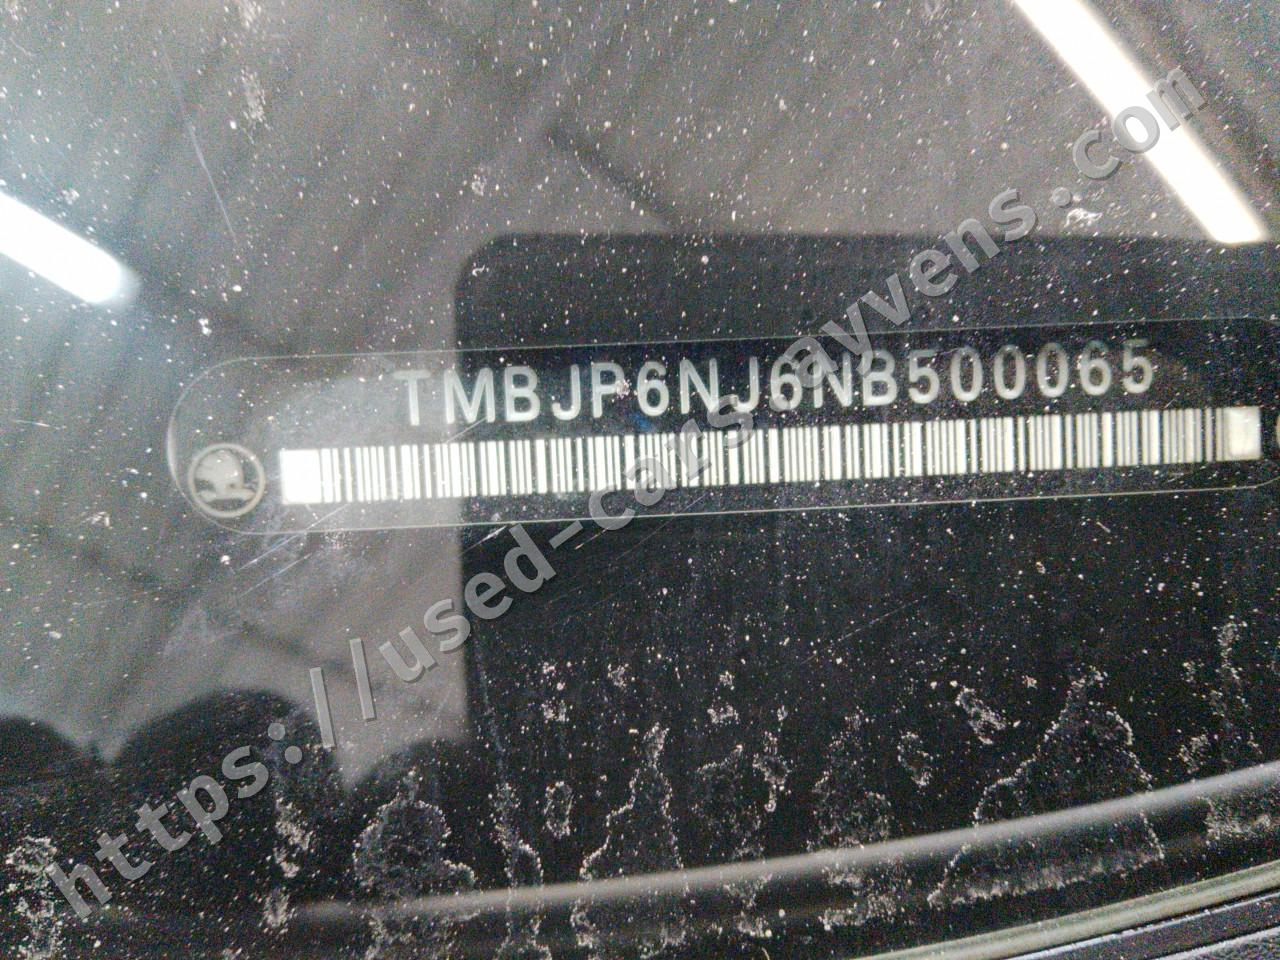 TMBJP6NJ6NB500065
https://used-cars.ayvens.com